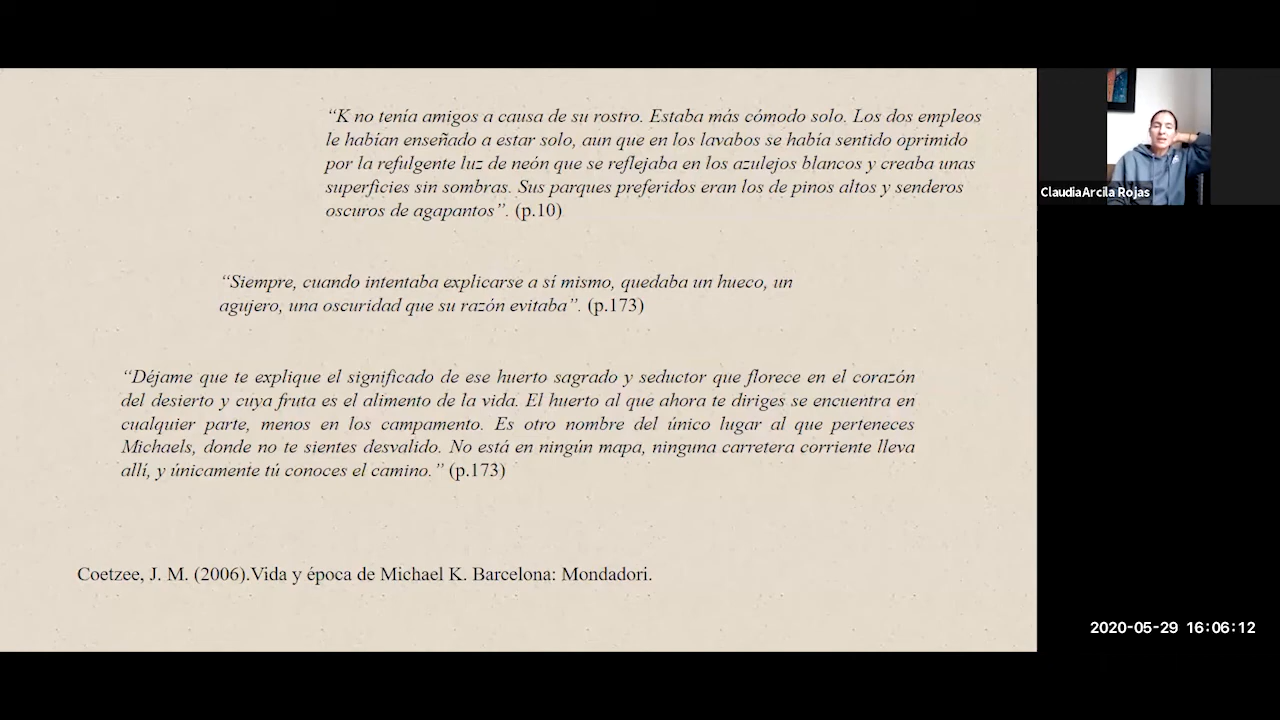 “K no tenía amigos a causa de su rostro. Estaba más cómodo solo. Los dos empleos
le habían enseñado a estar solo, aun que en los lavabos se había sentido oprimido
por la refulgente luz de neón que se reflejaba en los azulejos blancos y creaba unas
superficies sin sombras. Sus parques preferidos eran los de pinos altos y senderos
oscuros de agapantos”. (p.10)
“Siempre, cuando intentaba explicarse a sí mismo, quedaba un hueco, un
agujero, una oscuridad que su razón evitaba”. (p.173)
“Déjame que te explique el significado de ese huerto sagrado y seductor que florece en el corazón
del desierto y cuya fruta es el alimento de la vida. El huerto al que ahora te diriges se encuentra en
cualquier parte, menos en los campamento. Es otro nombre del único lugar al que perteneces
Michaels, donde no te sientes desvalido. No está en ningún mapa, ninguna carretera corriente lleva
allí, y únicamente tú conoces el camino.” (p.173)
Coetzee, J. M. (2006).Vida y época de Michael K. Barcelona: Mondadori.
ClaudiaArcila Rojas
2020-05-29 16:06:12